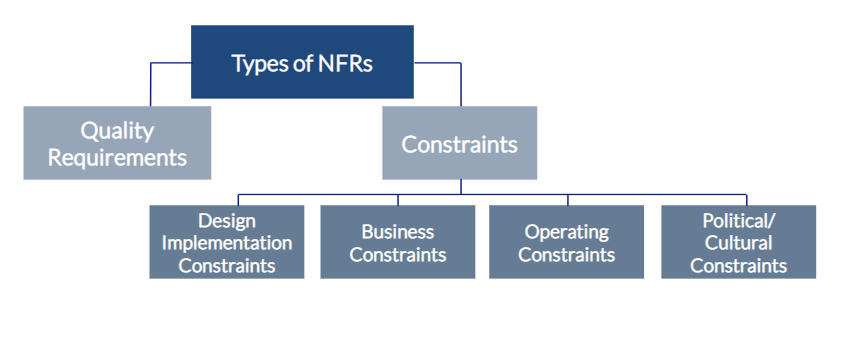 Types of NFRs
Quality
Requirements
Constraints
Design
Implementation
Constraints
Business
Constraints
Operating
Constraints
Political/
Cultural
Constraints